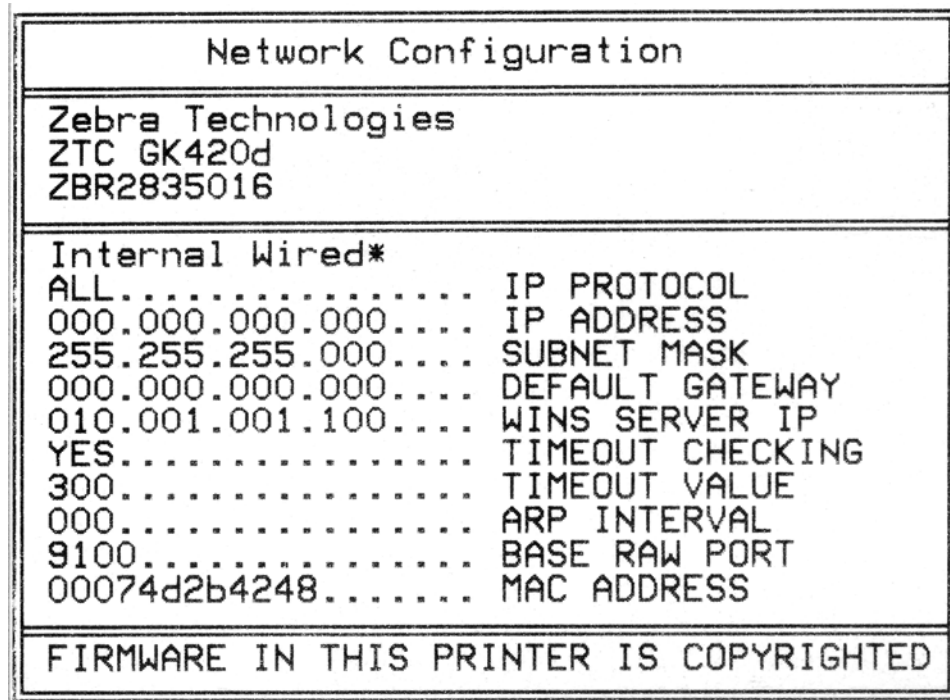 Network Configuration
Zebra Technologies
ZTC GK420d
ZBR2835016
Internal Wired*
ALL................ IP PROTOCOL
000.000.000.000.... IP ADDRESS
255.255.255.000.... SUBNET MASK
000.000.000.000.... DEFAULT GATEWAY
010.001.001.100.... WINS SERVER IP
YES................ TIMEOUT CHECKING
300................ TIMEOUT VALUE
000................ ARP INTERVAL
9100............... BASE RAW PORT
00074d2b4248....... MAC ADDRESS
FIRMWARE IN THIS PRINTER IS COPYRIGHTED